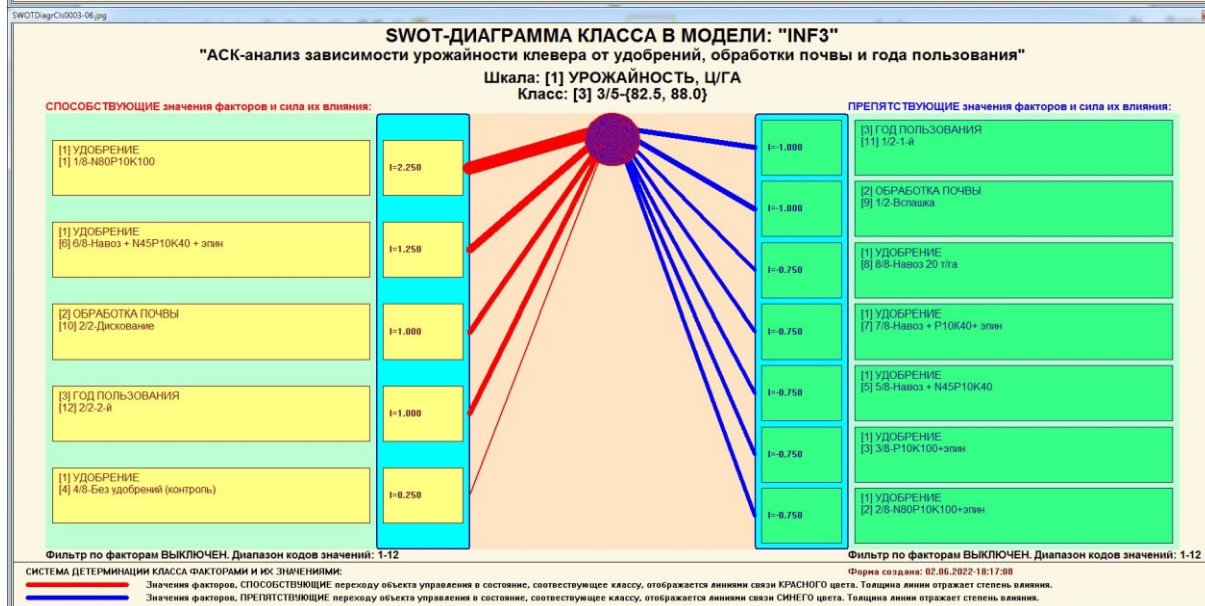 SWOTDiagrCls0003-06.jpg
SWOT-ДИАГРАММА КЛАССА В МОДЕЛИ: "INF3"
"АСК-анализ зависимости урожайности клевера от удобрений, обработки почвы и года пользования"
Шкала: [1] УРОЖАЙНОСТЬ, Ц/ГА
Класс: [3] 3/5-{82.5, 88.0}
СПОСОБСТВУЮЩИЕ значения факторов и сила их влияния:
[1] УДОБРЕНИЕ
[1] 1/8-N80P10K100
I=2.250
[1] УДОБРЕНИЕ
[6] 6/8-Навоз + N45P10K40 + эпин
I=1.250
[2] ОБРАБОТКА ПОЧВЫ
[10] 2/2-Дискование
I=1.000
[3] ГОД ПОЛЬЗОВАНИЯ
[12] 2/2-2-й
I=1.000
[1] УДОБРЕНИЕ
[4] 4/8-Без удобрений (контроль)
I=0.250
Фильтр по факторам ВЫКЛЮЧЕН. Диапазон кодов значений: 1-12
ПРЕПЯТСТВУЮЩИЕ значения факторов и сила их влияния:
I=-1.000
[3] ГОД ПОЛЬЗОВАНИЯ
[11] 1/2-1-й
I=-1.000
[2] ОБРАБОТКА ПОЧВЫ
[9] 1/2-Вспашка
I=-0.750
[1] УДОБРЕНИЕ
[8] 8/8-Навоз 20 т/га
I=-0.750
[1] УДОБРЕНИЕ
[7] 7/8-Навоз + P10K40+ эпин
I=-0.750
[1] УДОБРЕНИЕ
[5] 5/8-Навоз + N45P10K40
I=-0.750
[1] УДОБРЕНИЕ
[3] 3/8-P10K100+эпин
I=-0.750
[1] УДОБРЕНИЕ
[2] 2/8-N80P10K100+эпин
Фильтр по факторам ВЫКЛЮЧЕН. Диапазон кодов значений: 1-12
СИСТЕМА ДЕТЕРМИНАЦИИ КЛАССА ФАКТОРАМИ И ИХ ЗНАЧЕНИЯМИ:
Форма создана: 02.06.2022-18:17:08
Значения факторов, СПОСОБСТВУЮЩИЕ переходу объекта управления в состояние, соотвествующее классу, отображается линиями связи КРАСНОГО цвета. Толщина линии отражает степень влияния.
Значения факторов, ПРЕПЯТСТВУЮЩИЕ переходу объекта управления в состояние, соотвествующее классу, отображается линиями связи СИНЕГО цвета. Толщина линии отражает степень влияния.